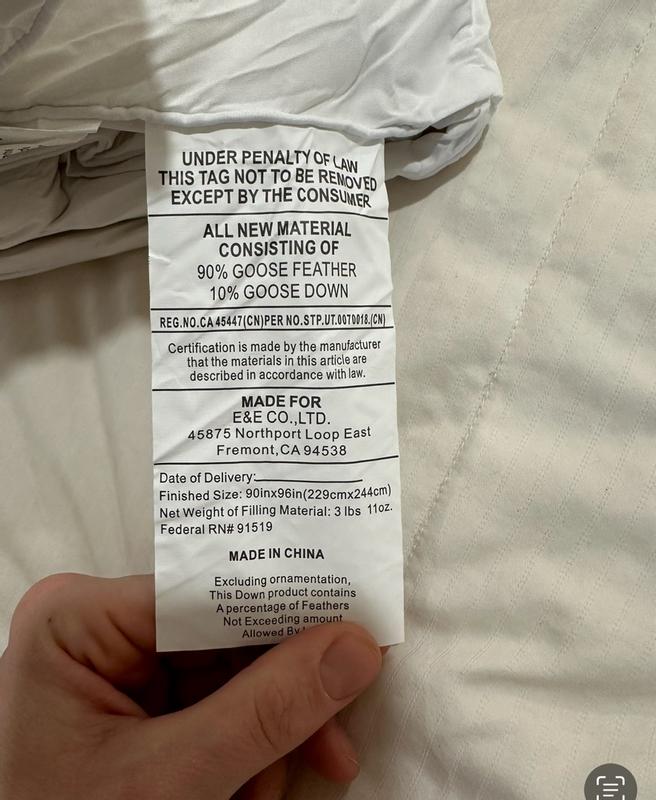 UNDER PENALTY OF LAW
THIS TAG NOT TO BE REMOVED
EXCEPT BY THE CONSUMER
ALL NEW MATERIAL
CONSISTING OF
90% GOOSE FEATHER
10% GOOSE DOWN
REG.NO.CA 45447(CN)PER NO.STP.UT.0070018.(CN)
Certification is made by the manufacturer
that the materials in this article are
described in accordance with law.
MADE FOR
E&E CO.,LTD.
45875 Northport Loop East
Fremont,CA 94538
Date of Delivery:
Finished Size: 90inx96in(229cmx244cm)
Net Weight of Filling Material: 3 lbs 11oz.
Federal RN# 91519
MADE IN CHINA
Excluding ornamentation,
This Down product contains
A percentage of Feathers
Not Exceeding amount
Allowed By